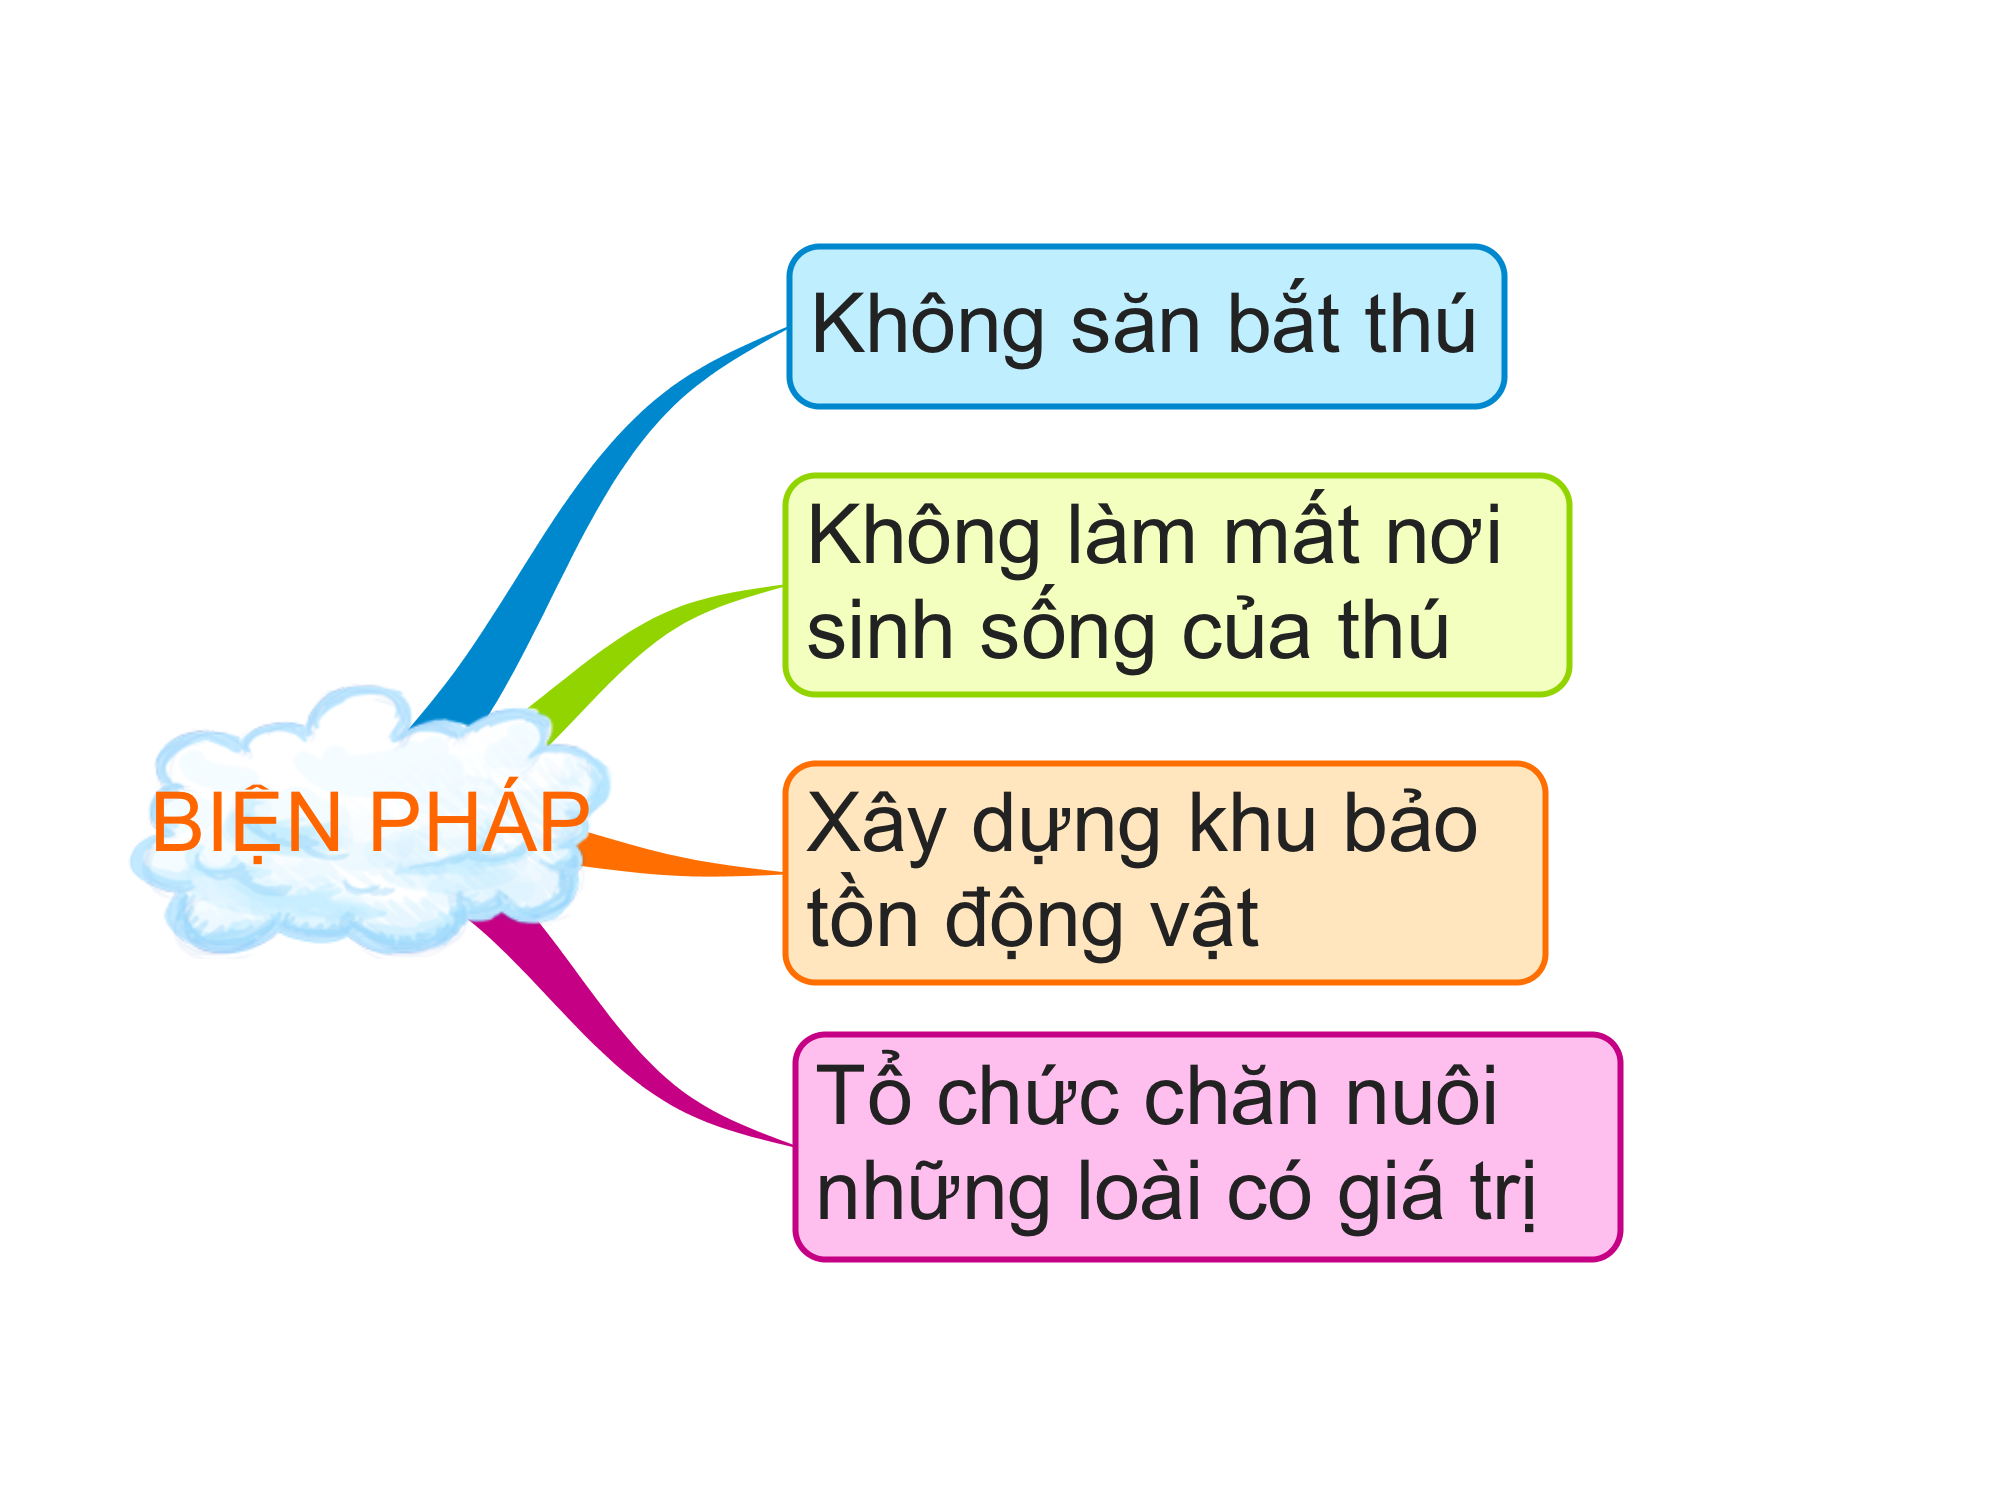 Không săn bắt thú
Không làm mất nơi
sinh sống của thú
BIỆN PHÁP
Xây dựng khu bảo
tồn động vật
Tổ chức chăn nuôi
những loài có giá trị